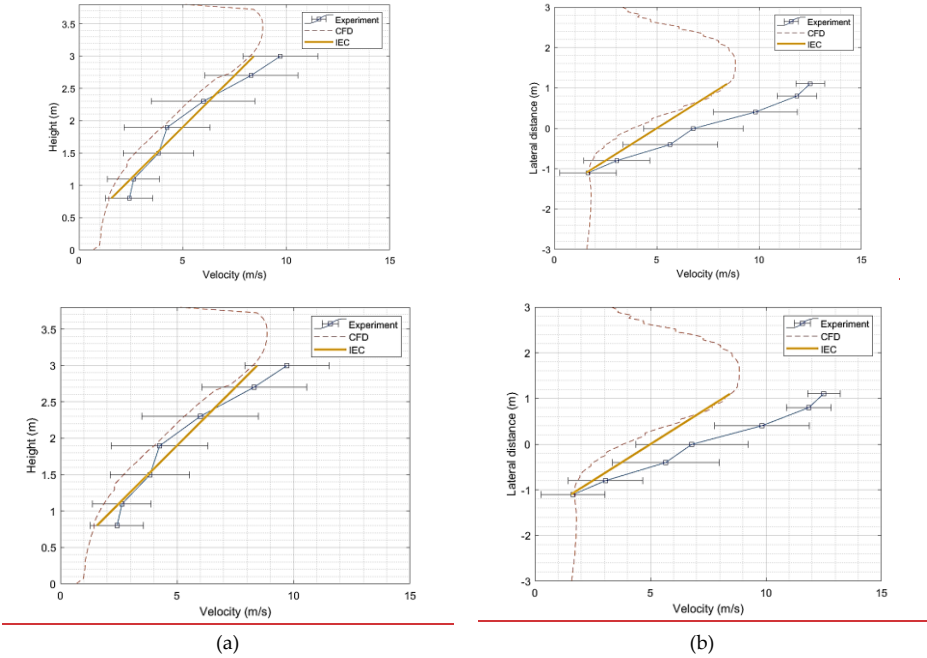 Experiment
CFD
IEC
3.5
3
2.5
2
1.5
1
0.5
0
Height (m)
0
5
10
15
Velocity (m/s)
Experiment
CFD
IEC
3
2
1
0
-1
-2
-3
Lateral distance (m)
0
5
10
15
Velocity (m/s)
Experiment
CFD
IEC
3.5
3
2.5
2
1.5
1
0.5
0
Height (m)
0
5
10
15
Velocity (m/s)
(a)
Experiment
CFD
IEC
3
2
1
0
-1
-2
-3
Lateral distance (m)
0
5
10
15
Velocity (m/s)
(b)